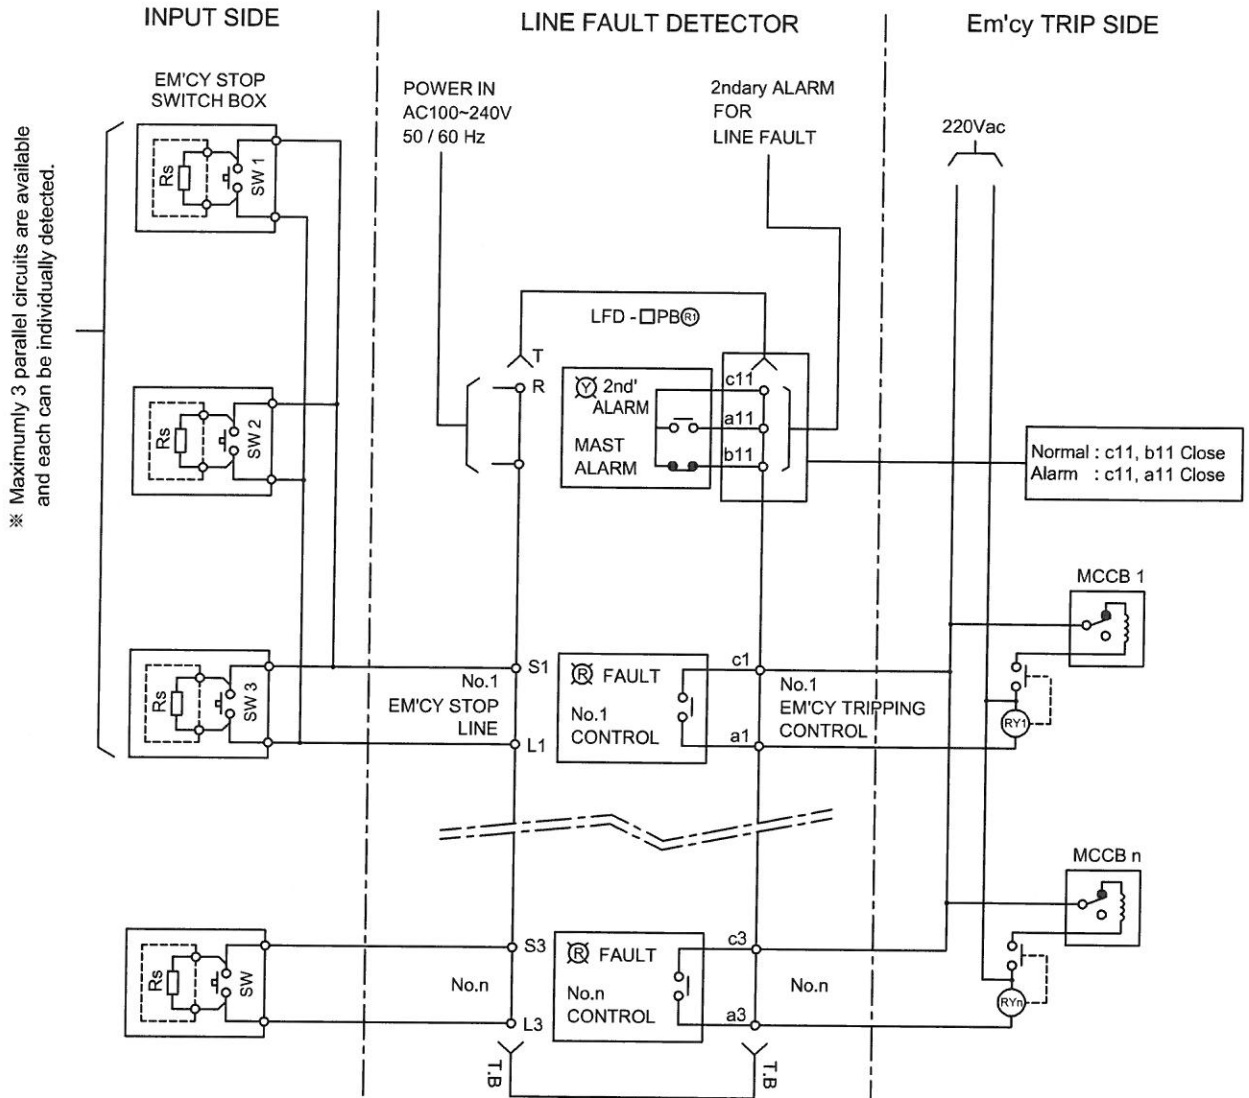 INPUT SIDE
LINE FAULT DETECTOR
Em'cy TRIP SIDE
※ Maximumly 3 parallel circuits are available
and each can be individually detected.
EM'CY STOP
SWITCH BOX
Rs
SW 1
Rs
SW 2
Rs
SW 3
Rs
SW
POWER IN
AC100~240V
50 / 60 Hz
2ndary ALARM
FOR
LINE FAULT
220Vac
LFD - □PB R1
T
R
Y 2nd'
ALARM
MAST
ALARM
c11
a11
b11
Normal : c11, b11 Close
Alarm : c11, a11 Close
MCCB 1
No.1
EM'CY STOP
LINE
S1
L1
R FAULT
No.1
CONTROL
c1
a1
No.1
EM'CY TRIPPING
CONTROL
RY1
MCCB n
No.n
S3
L3
R FAULT
No.n
CONTROL
c3
a3
No.n
RYn
T.B
T.B